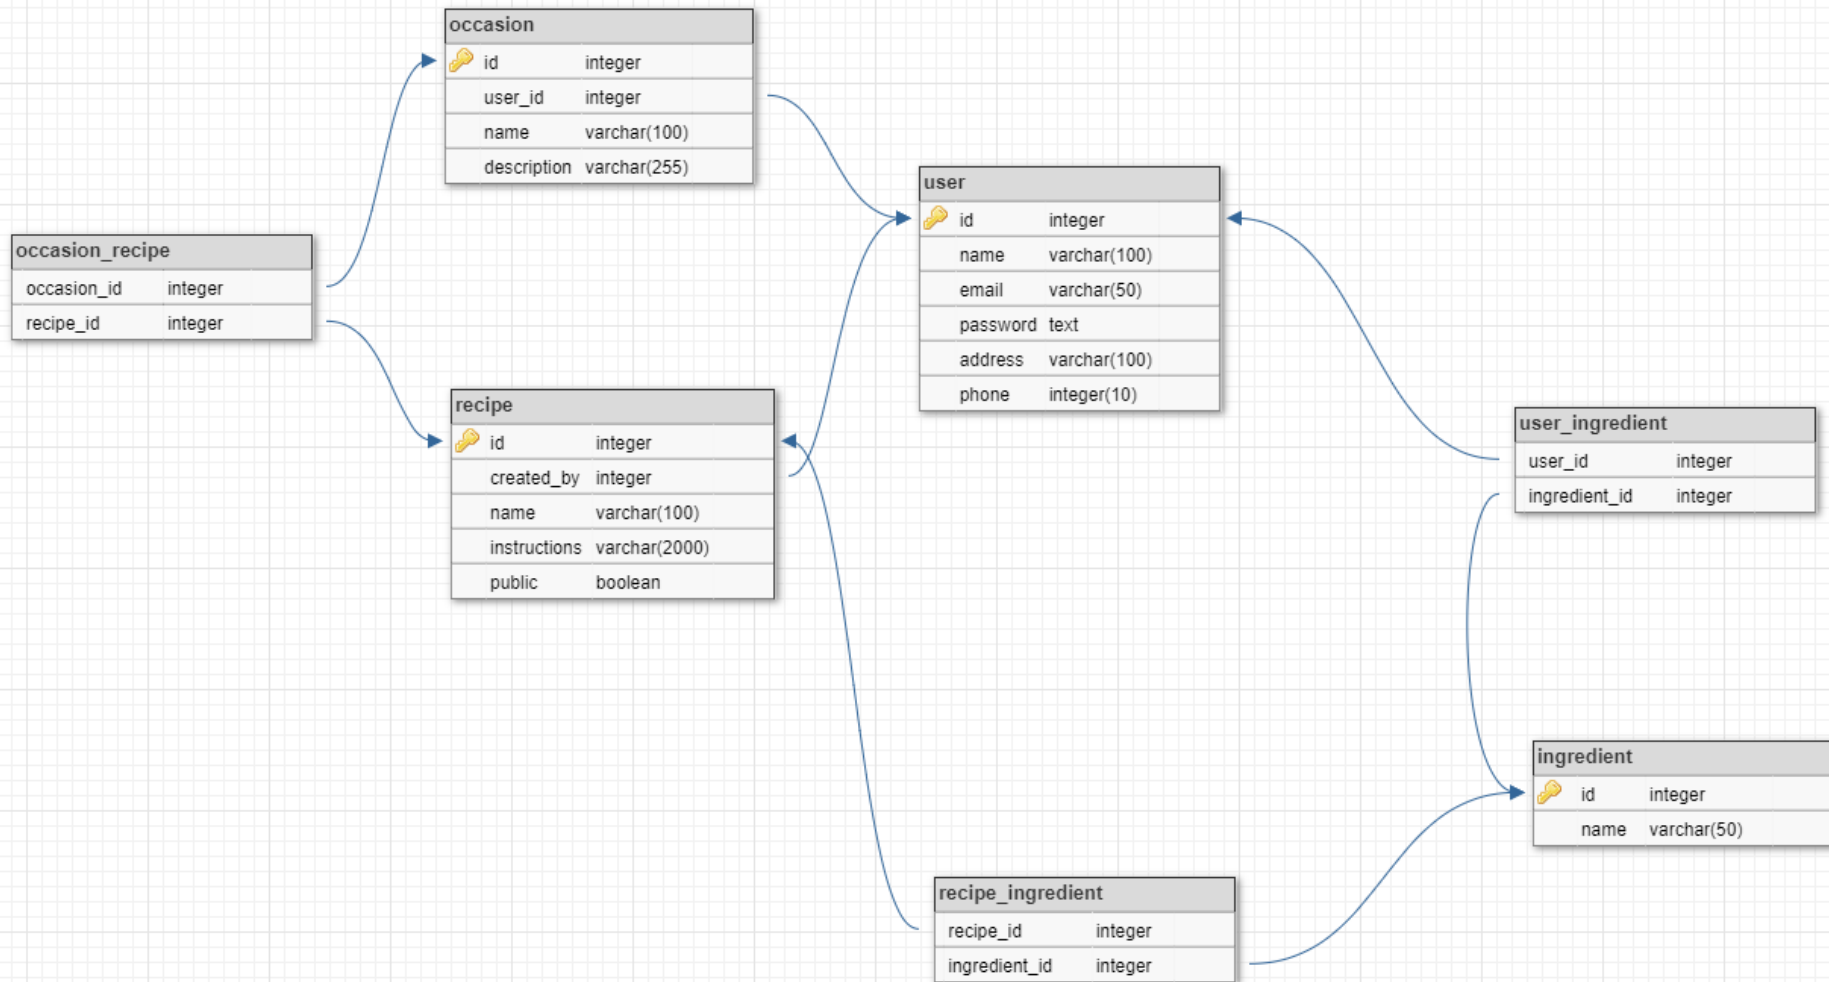 occasion
id integer
user_id integer
name varchar(100)
description varchar(255)
user
id integer
name varchar(100)
email varchar(50)
password text
address varchar(100)
phone integer(10)
occasion_recipe
occasion_id integer
recipe_id integer
recipe
id integer
created_by integer
name varchar(100)
instructions varchar(2000)
public boolean
user_ingredient
user_id integer
ingredient_id integer
ingredient
id integer
name varchar(50)
recipe_ingredient
recipe_id integer
ingredient_id integer